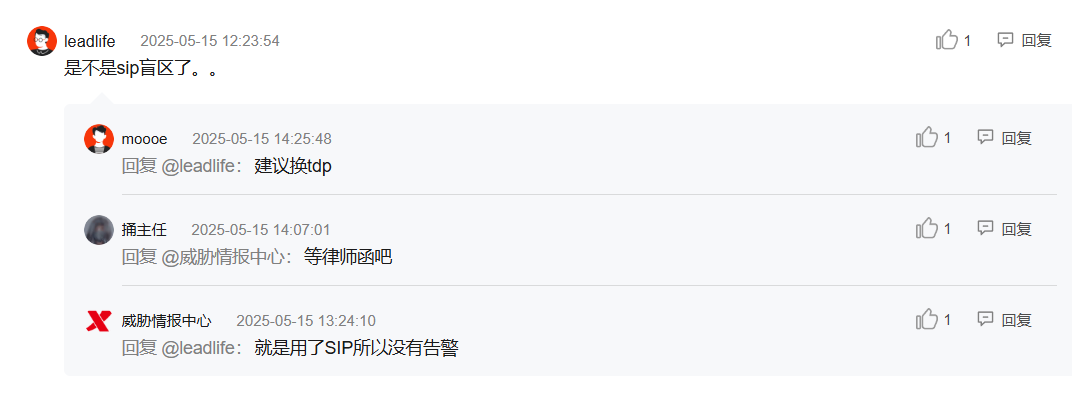 leadlife 2025-05-15 12:23:54 1 回复
是不是sip盲区了。。
moooe 2025-05-15 14:25:48 1 回复
回复 @leadlife： 建议换tdp
捅主任 2025-05-15 14:07:01 1 回复
回复 @威胁情报中心： 等律师函吧
威胁情报中心 2025-05-15 13:24:10 1 回复
回复 @leadlife： 就是用了SIP所以没有告警